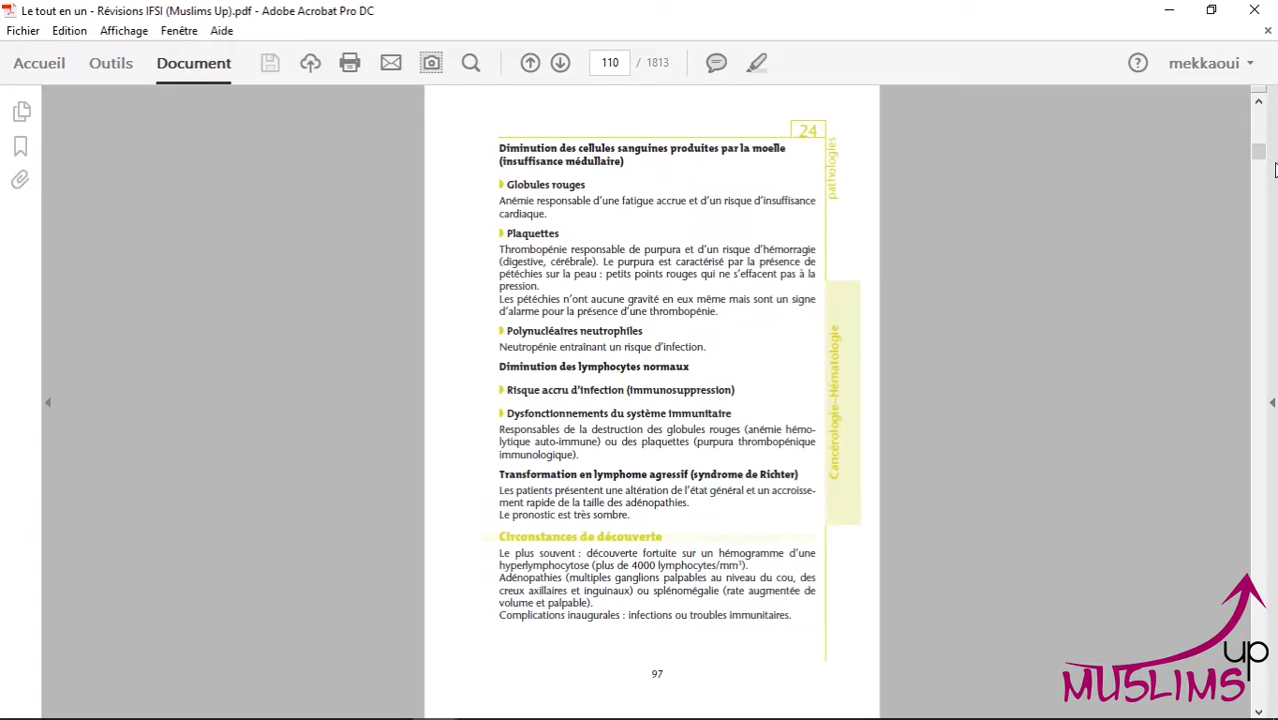 Le tout en un - Révisions IFSI (Muslims Up).pdf - Adobe Acrobat Pro DC
Fichier Edition Affichage Fenêtre Aide
Accueil Outils Document 110 / 1813 mekkaoui
24
pathologies
Diminution des cellules sanguines produites par la moelle
(insuffisance médullaire)
Globules rouges
Anémie responsable d'une fatigue accrue et d'un risque d'insuffisance
cardiaque.
Plaquettes
Thrombopénie responsable de purpura et d'un risque d'hémorragie
(digestive, cérébrale). Le purpura est caractérisé par la présence de
pétéchies sur la peau : petits points rouges qui ne s'effacent pas à la
pression.
Les pétéchies n'ont aucune gravité en eux même mais sont un signe
d'alarme pour la présence d'une thrombopénie.
Polynucléaires neutrophiles
Neutropénie entraînant un risque d'infection.
Diminution des lymphocytes normaux
Risque accru d'infection (immunosuppression)
Dysfonctionnements du système immunitaire
Responsables de la destruction des globules rouges (anémie hémo-
lytique auto-immune) ou des plaquettes (purpura thrombopénique
immunologique).
Transformation en lymphome agressif (syndrome de Richter)
Les patients présentent une altération de l'état général et un accroisse-
ment rapide de la taille des adénopathies.
Le pronostic est très sombre.
Circonstances de découverte
Le plus souvent : découverte fortuite sur un hémogramme d'une
hyperlymphocytose (plus de 4000 lymphocytes/mm³).
Adénopathies (multiples ganglions palpables au niveau du cou, des
creux axillaires et inguinaux) ou splénomégalie (rate augmentée de
volume et palpable).
Complications inaugurales : infections ou troubles immunitaires.
Cancérologie-Hématologie
97
MUSLIMS up